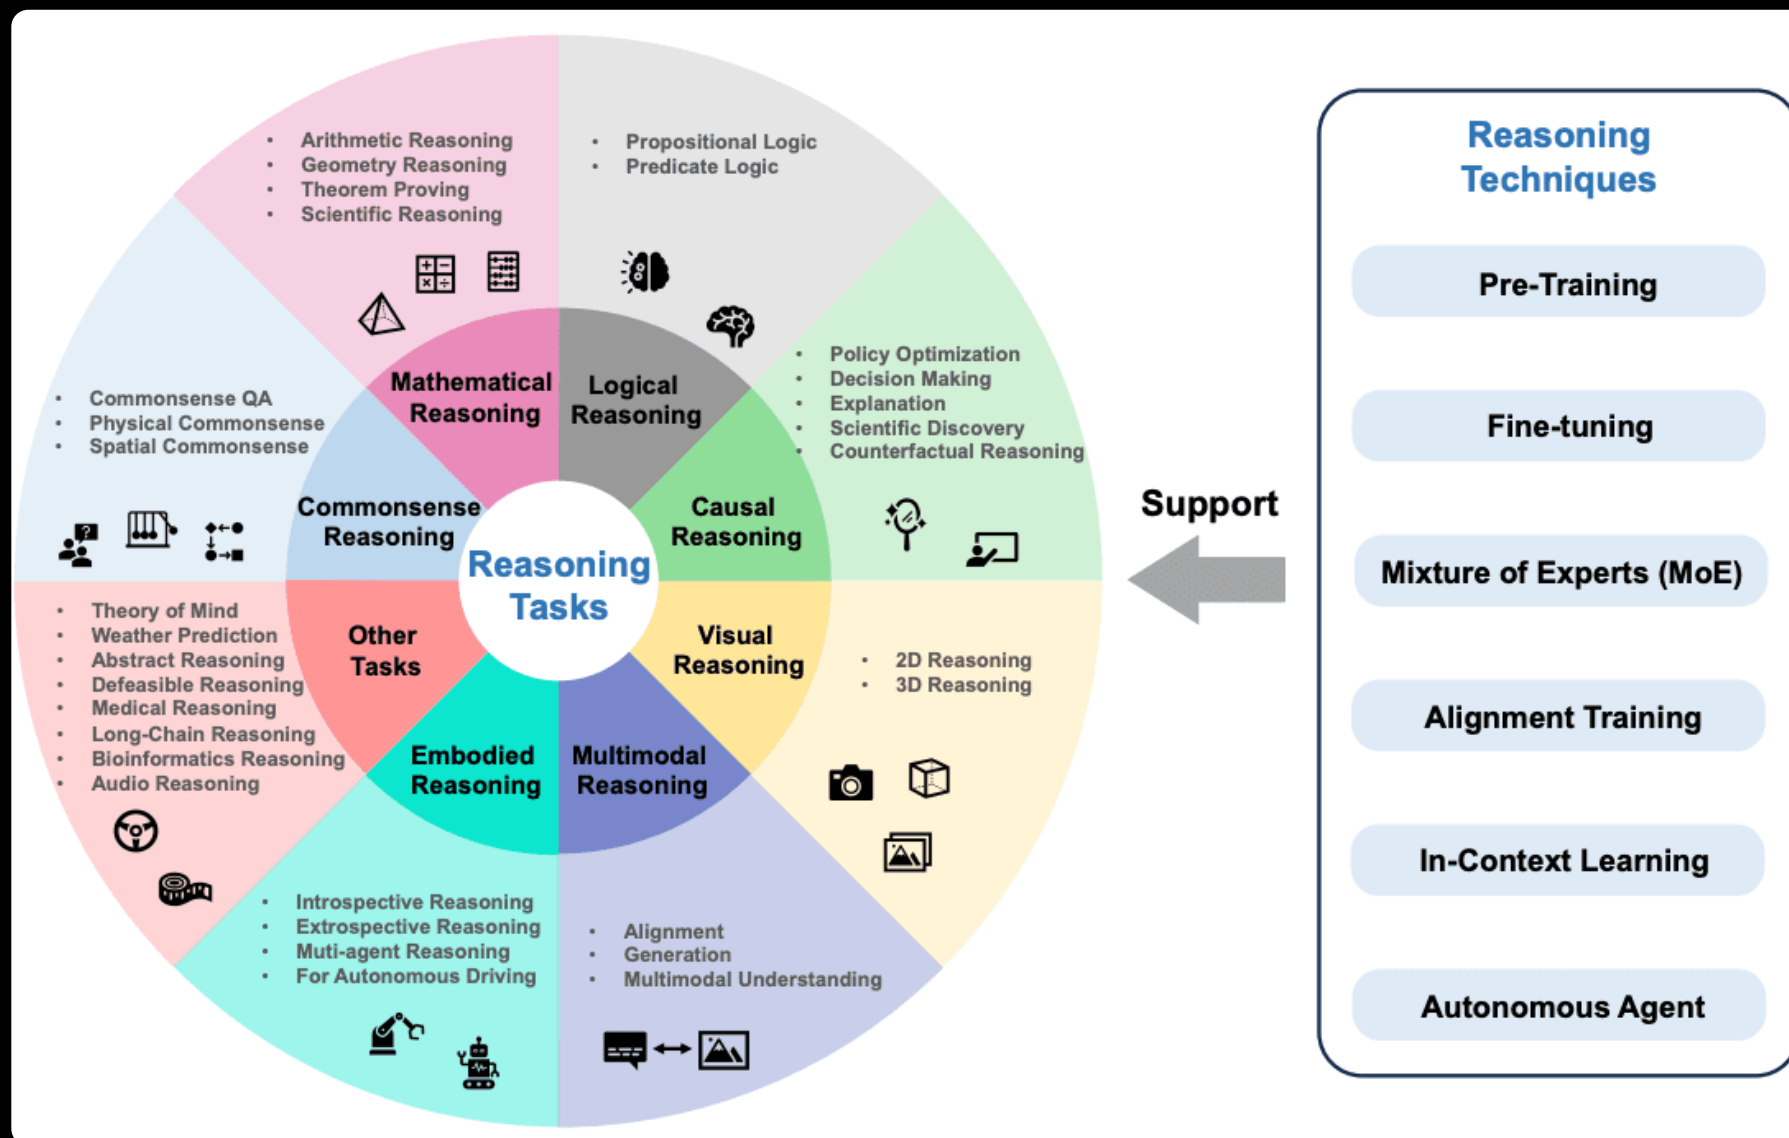 Arithmetic Reasoning
Geometry Reasoning
Theorem Proving
Scientific Reasoning
Propositional Logic
Predicate Logic
Policy Optimization
Decision Making
Explanation
Scientific Discovery
Counterfactual Reasoning
Commonsense QA
Physical Commonsense
Spatial Commonsense
Mathematical
Reasoning
Logical
Reasoning
Commonsense
Reasoning
Causal
Reasoning
Reasoning
Tasks
Other
Tasks
Visual
Reasoning
Embodied
Reasoning
Multimodal
Reasoning
Theory of Mind
Weather Prediction
Abstract Reasoning
Defeasible Reasoning
Medical Reasoning
Long-Chain Reasoning
Bioinformatics Reasoning
Audio Reasoning
2D Reasoning
3D Reasoning
Introspective Reasoning
Extrospective Reasoning
Muti-agent Reasoning
For Autonomous Driving
Alignment
Generation
Multimodal Understanding
Support
Reasoning
Techniques
Pre-Training
Fine-tuning
Mixture of Experts (MoE)
Alignment Training
In-Context Learning
Autonomous Agent